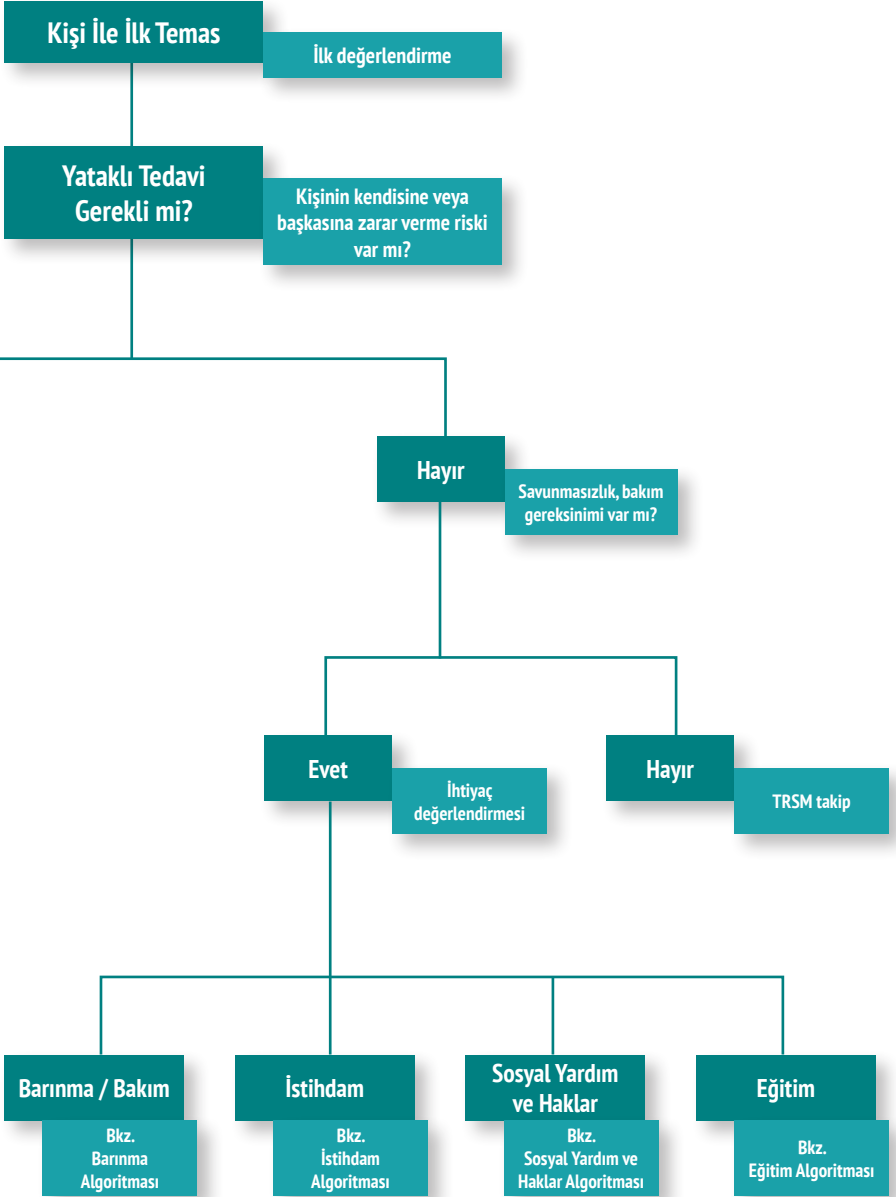 Kişi İle İlk Temas
İlk değerlendirme
Yataklı Tedavi
Gerekli mi?
Kişinin kendisine veya
başkasına zarar verme riski
var mı?
Hayır
Savunmasızlık, bakım
gereksinimi var mı?
Evet
İhtiyaç
değerlendirmesi
Hayır
TRSM takip
Barınma / Bakım
Bkz.
Barınma
Algoritması
İstihdam
Bkz.
İstihdam
Algoritması
Sosyal Yardım
ve Haklar
Bkz.
Sosyal Yardım ve
Haklar Algoritması
Eğitim
Bkz.
Eğitim Algoritması